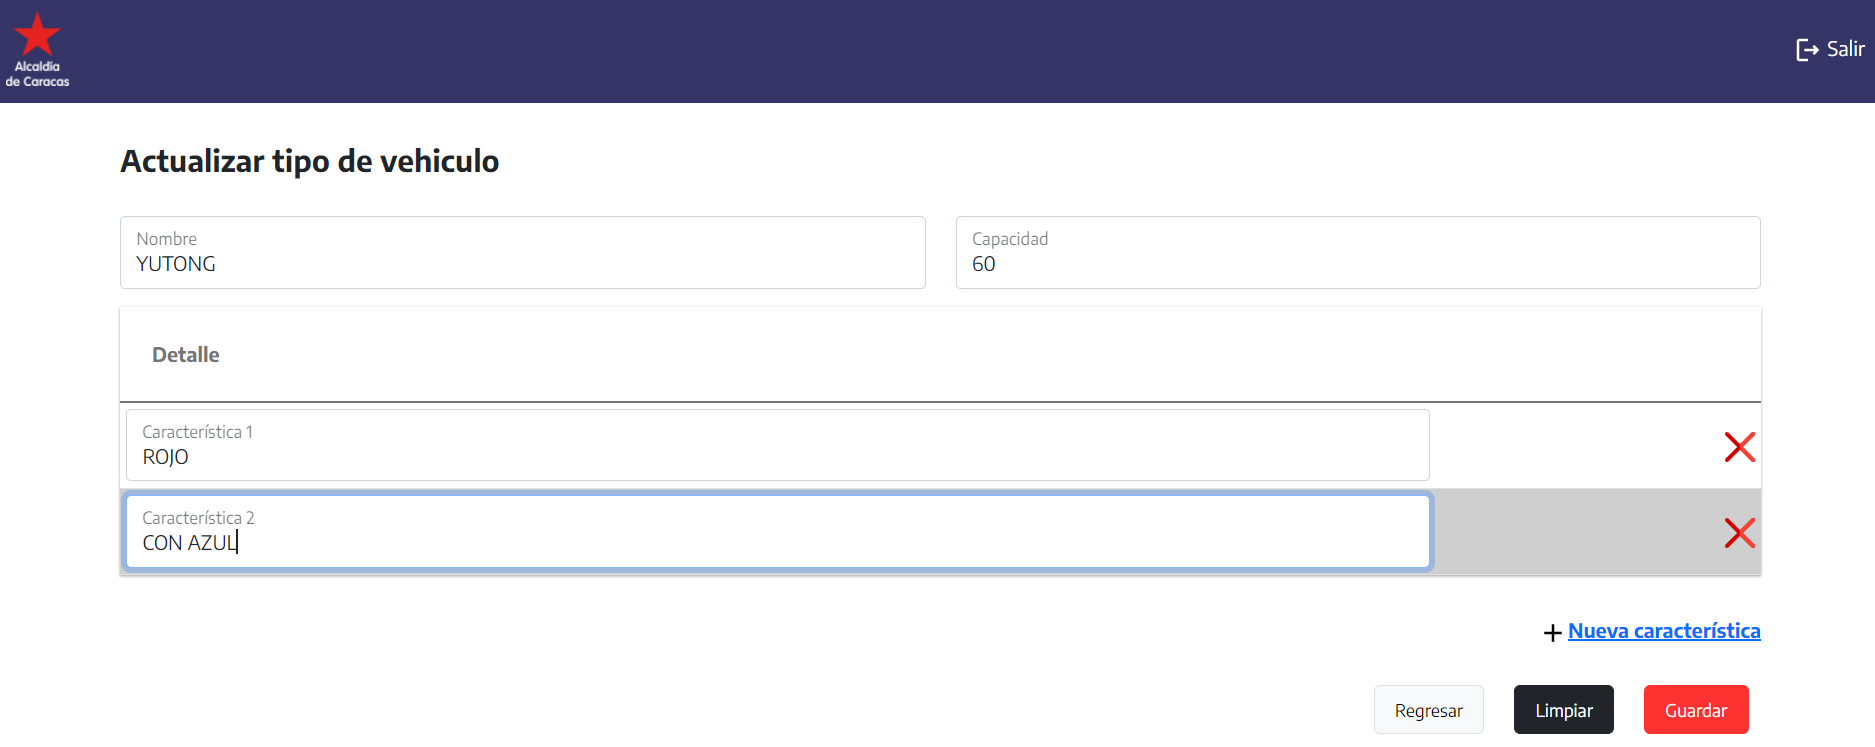 Alcaldía
de Caracas
Salir
Actualizar tipo de vehiculo
Nombre
YUTONG
Capacidad
60
Detalle
Característica 1
ROJO
Característica 2
CON AZUL
Nueva característica
Regresar
Limpiar
Guardar